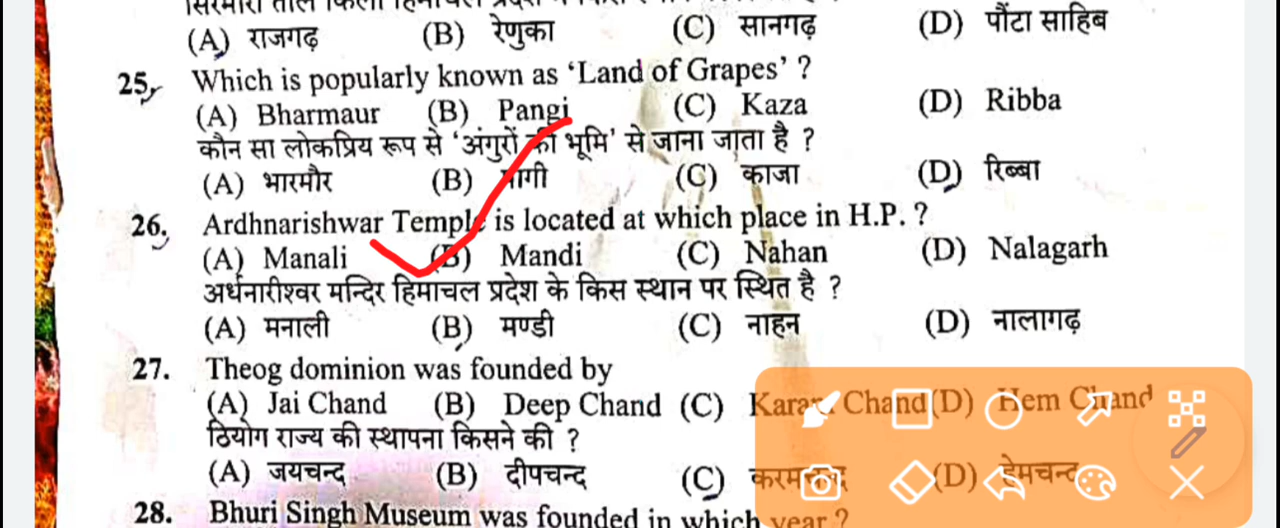 (A) राजगढ़ (B) रेणुका (C) सानगढ़ (D) पौंटा साहिब
25. Which is popularly known as ‘Land of Grapes’ ?
(A) Bharmaur (B) Pangi (C) Kaza (D) Ribba
कौन सा लोकप्रिय रूप से ‘अंगुरों की भूमि’ से जाना जाता है ?
(A) भारमौर (B) पांगी (C) काजा (D) रिब्बा
26. Ardhnarishwar Temple is located at which place in H.P. ?
(A) Manali (B) Mandi (C) Nahan (D) Nalagarh
अर्धनारीश्वर मन्दिर हिमाचल प्रदेश के किस स्थान पर स्थित है ?
(A) मनाली (B) मण्डी (C) नाहन (D) नालागढ़
27. Theog dominion was founded by
(A) Jai Chand (B) Deep Chand (C) Karam Chand (D) Hem Chand
ठियोग राज्य की स्थापना किसने की ?
(A) जयचन्द (B) दीपचन्द (C) करमचन्द (D) हेमचन्द
28. Bhuri Singh Museum was founded in which year ?